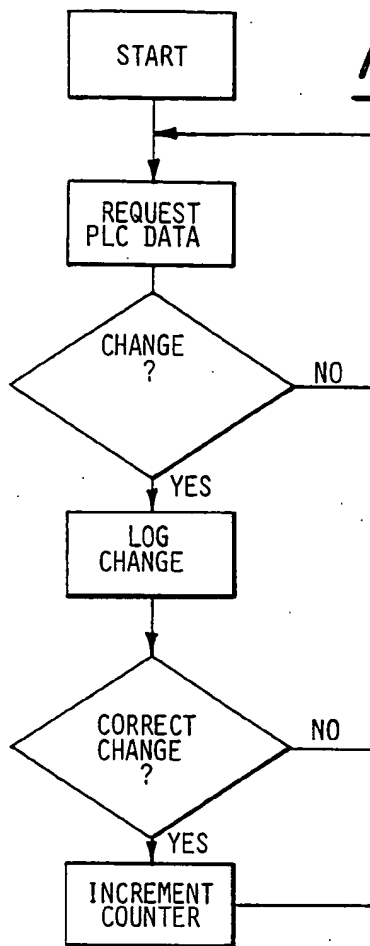 START
REQUEST
PLC DATA
CHANGE
?
NO
YES
LOG
CHANGE
CORRECT
CHANGE
?
NO
YES
INCREMENT
COUNTER